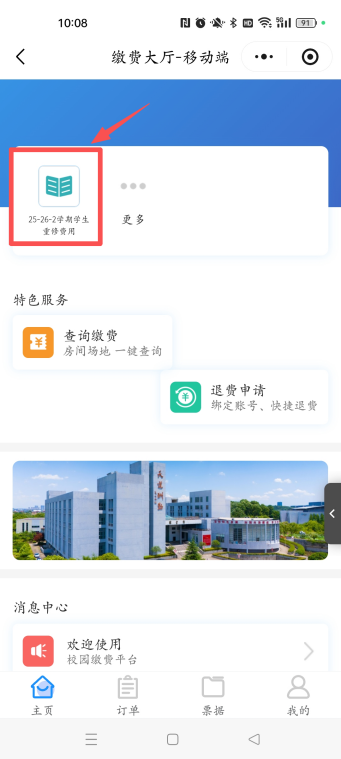 10:08
HD
5G
91
缴费大厅-移动端
25-26-2学期学生
重修费用
更多
特色服务
查询缴费
房间场地 一键查询
退费申请
绑定账号、快捷退费
消息中心
欢迎使用
校园缴费平台
主页
订单
票据
我的